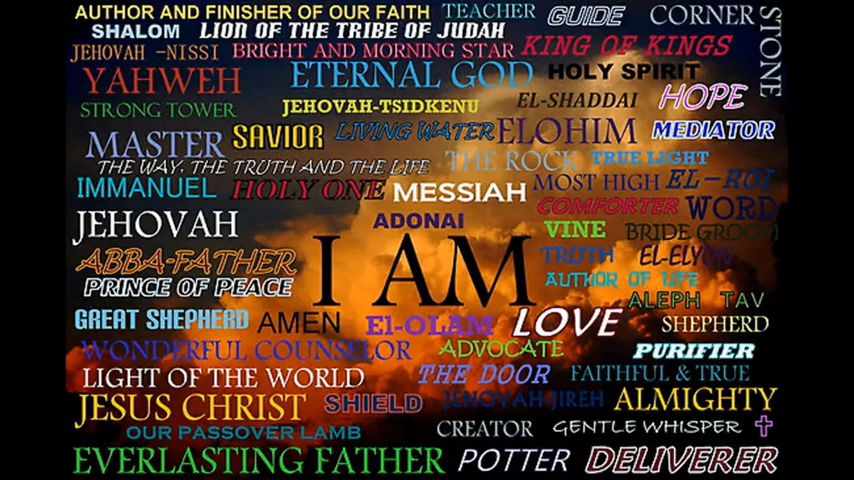 AUTHOR AND FINISHER OF OUR FAITH TEACHER GUIDE CORNER STONE
SHALOM LION OF THE TRIBE OF JUDAH
JEHOVAH -NISSI BRIGHT AND MORNING STAR KING OF KINGS
YAHWEH ETERNAL GOD HOLY SPIRIT
STRONG TOWER JEHOVAH-TSIDKENU EL-SHADDAI HOPE
MASTER SAVIOR LIVING WATER ELOHIM MEDIATOR
THE WAY, THE TRUTH AND THE LIFE THE ROCK TRUE LIGHT
IMMANUEL HOLY ONE MESSIAH MOST HIGH EL-ROI
COMFORTER WORD
JEHOVAH ADONAI VINE BRIDE GROOM
ABBA-FATHER I AM TRUTH EL-ELYON
PRINCE OF PEACE AUTHOR OF LIFE
ALEPH TAV
GREAT SHEPHERD AMEN El-OLAM LOVE SHEPHERD
WONDERFUL COUNSELOR ADVOCATE PURIFIER
LIGHT OF THE WORLD THE DOOR FAITHFUL & TRUE
JESUS CHRIST SHIELD JEHOVAH-JIREH ALMIGHTY
OUR PASSOVER LAMB CREATOR GENTLE WHISPER
EVERLASTING FATHER POTTER DELIVERER